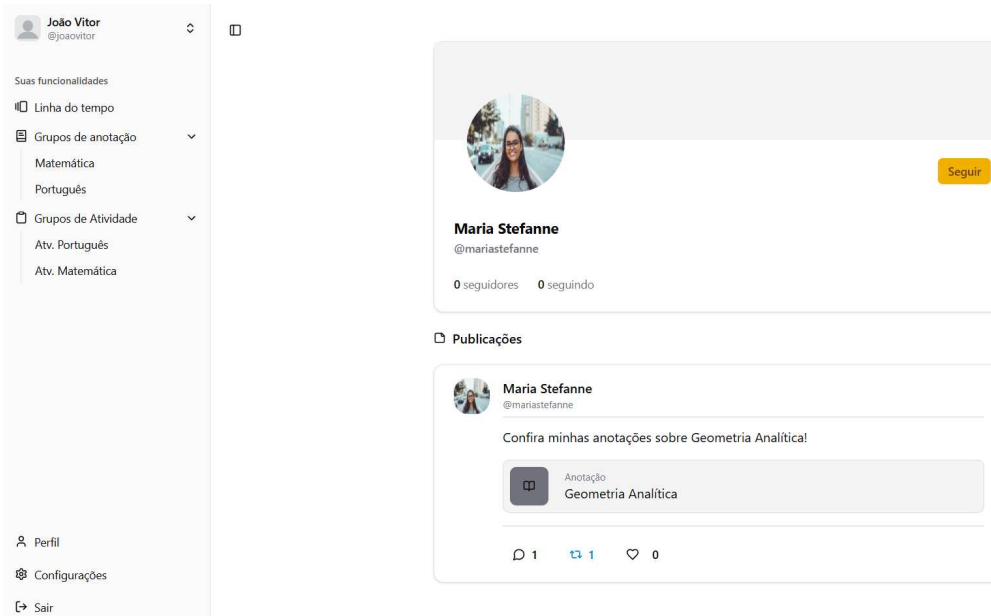 João Vitor
@joaovitor
Suas funcionalidades
Linha do tempo
Grupos de anotação
Matemática
Português
Grupos de Atividade
Atv. Português
Atv. Matemática
Perfil
Configurações
Sair
Seguir
Maria Stefanne
@mariastefanne
0 seguidores 0 seguindo
Publicações
Maria Stefanne
@mariastefanne
Confira minhas anotações sobre Geometria Analítica!
Anotação
Geometria Analítica
1 1 0